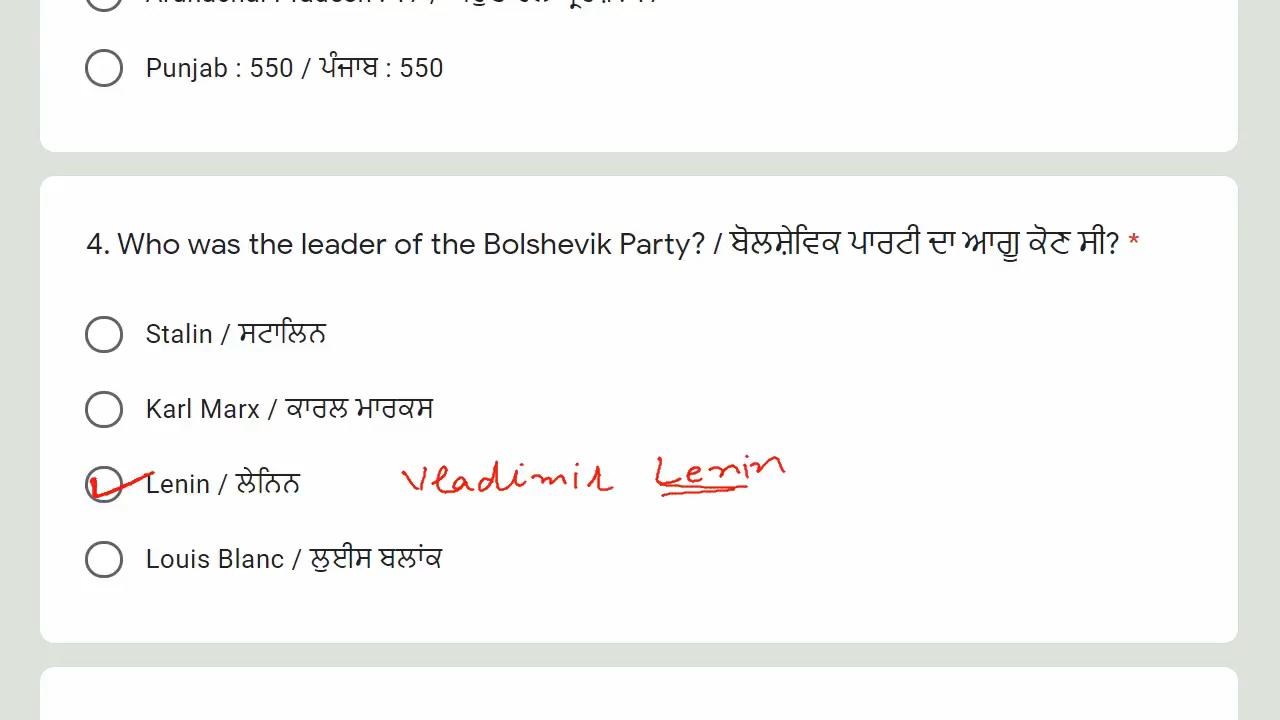 Punjab : 550 / ਪੰਜਾਬ : 550
4. Who was the leader of the Bolshevik Party? / ਬੋਲਸ਼ੇਵਿਕ ਪਾਰਟੀ ਦਾ ਆਗੂ ਕੋਣ ਸੀ? *
Stalin / ਸਟਾਲਿਨ
Karl Marx / ਕਾਰਲ ਮਾਰਕਸ
Lenin / ਲੇਨਿਨ Vladimir Lenin
Louis Blanc / ਲੁਈਸ ਬਲਾਂਕ